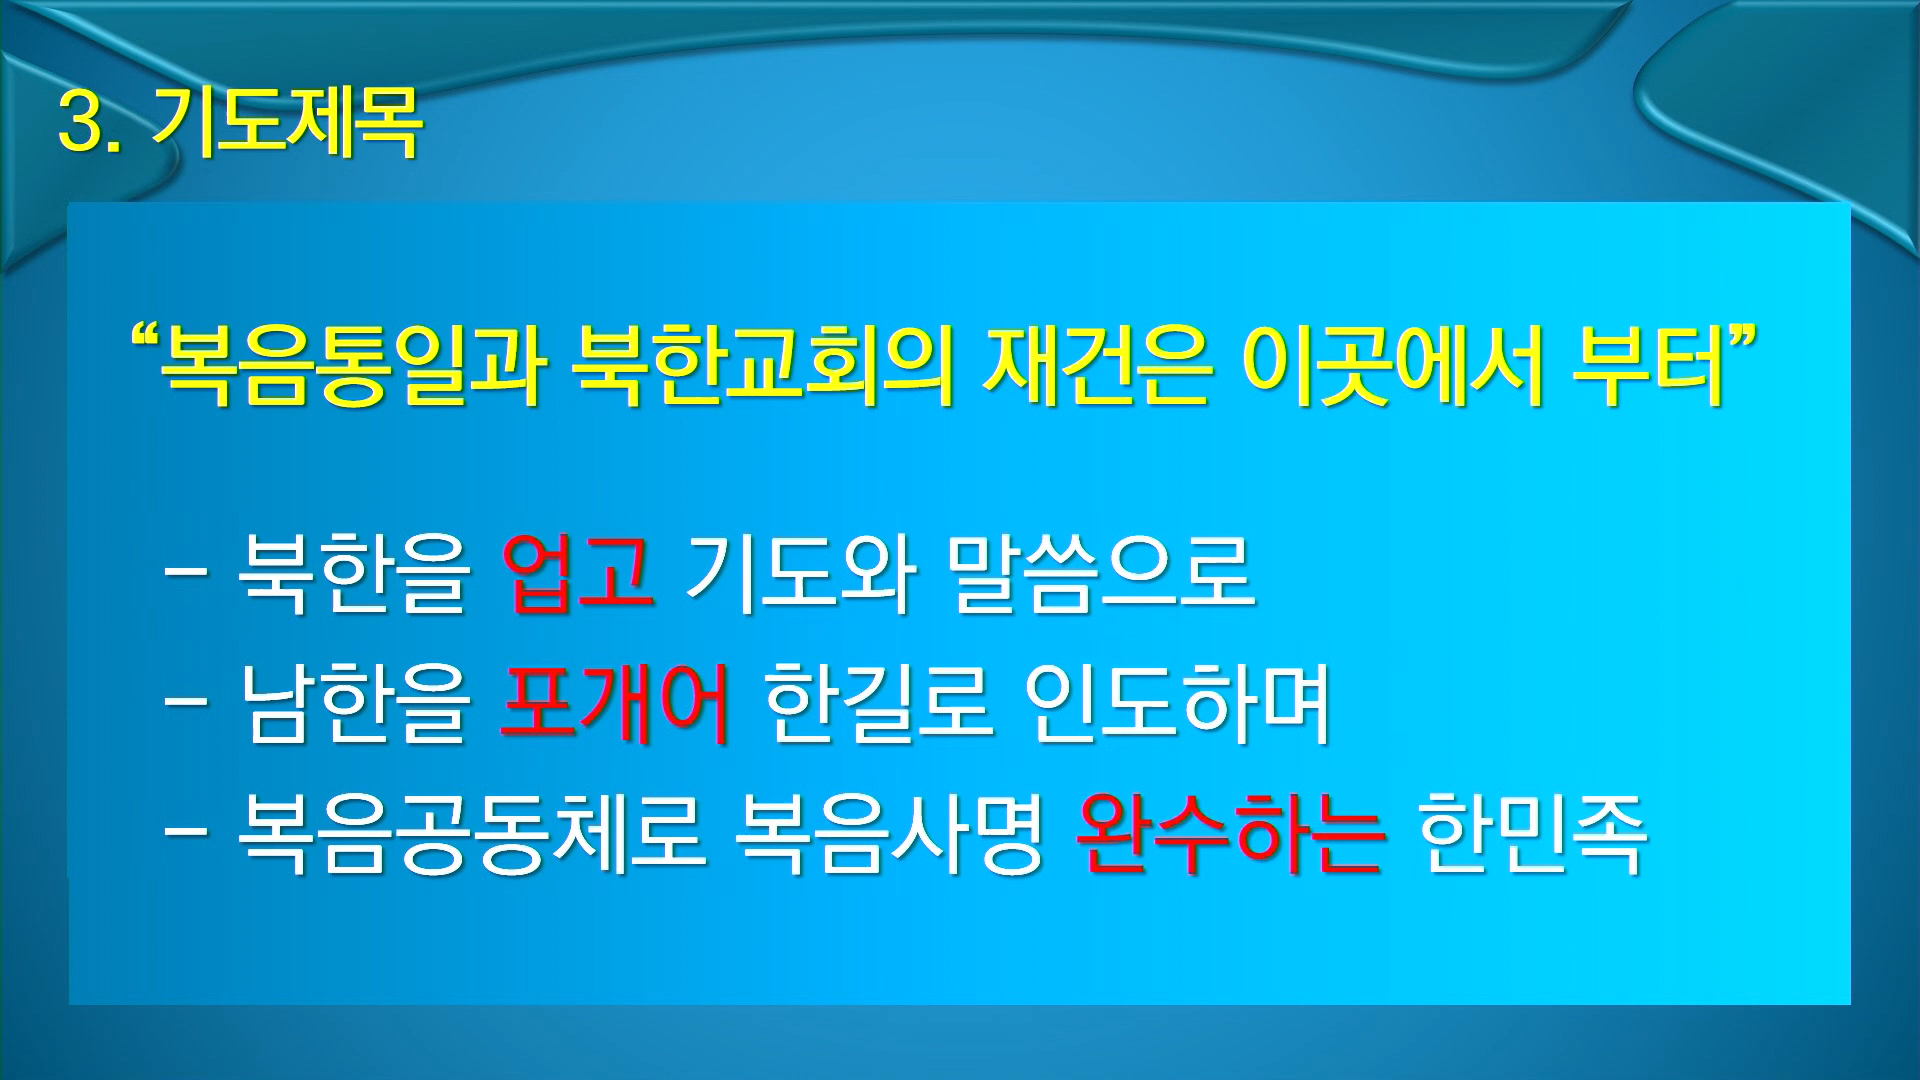 3. 기도제목
“복음통일과 북한교회의 재건은 이곳에서 부터”
- 북한을 업고 기도와 말씀으로
- 남한을 포개어 한길로 인도하며
- 복음공동체로 복음사명 완수하는 한민족